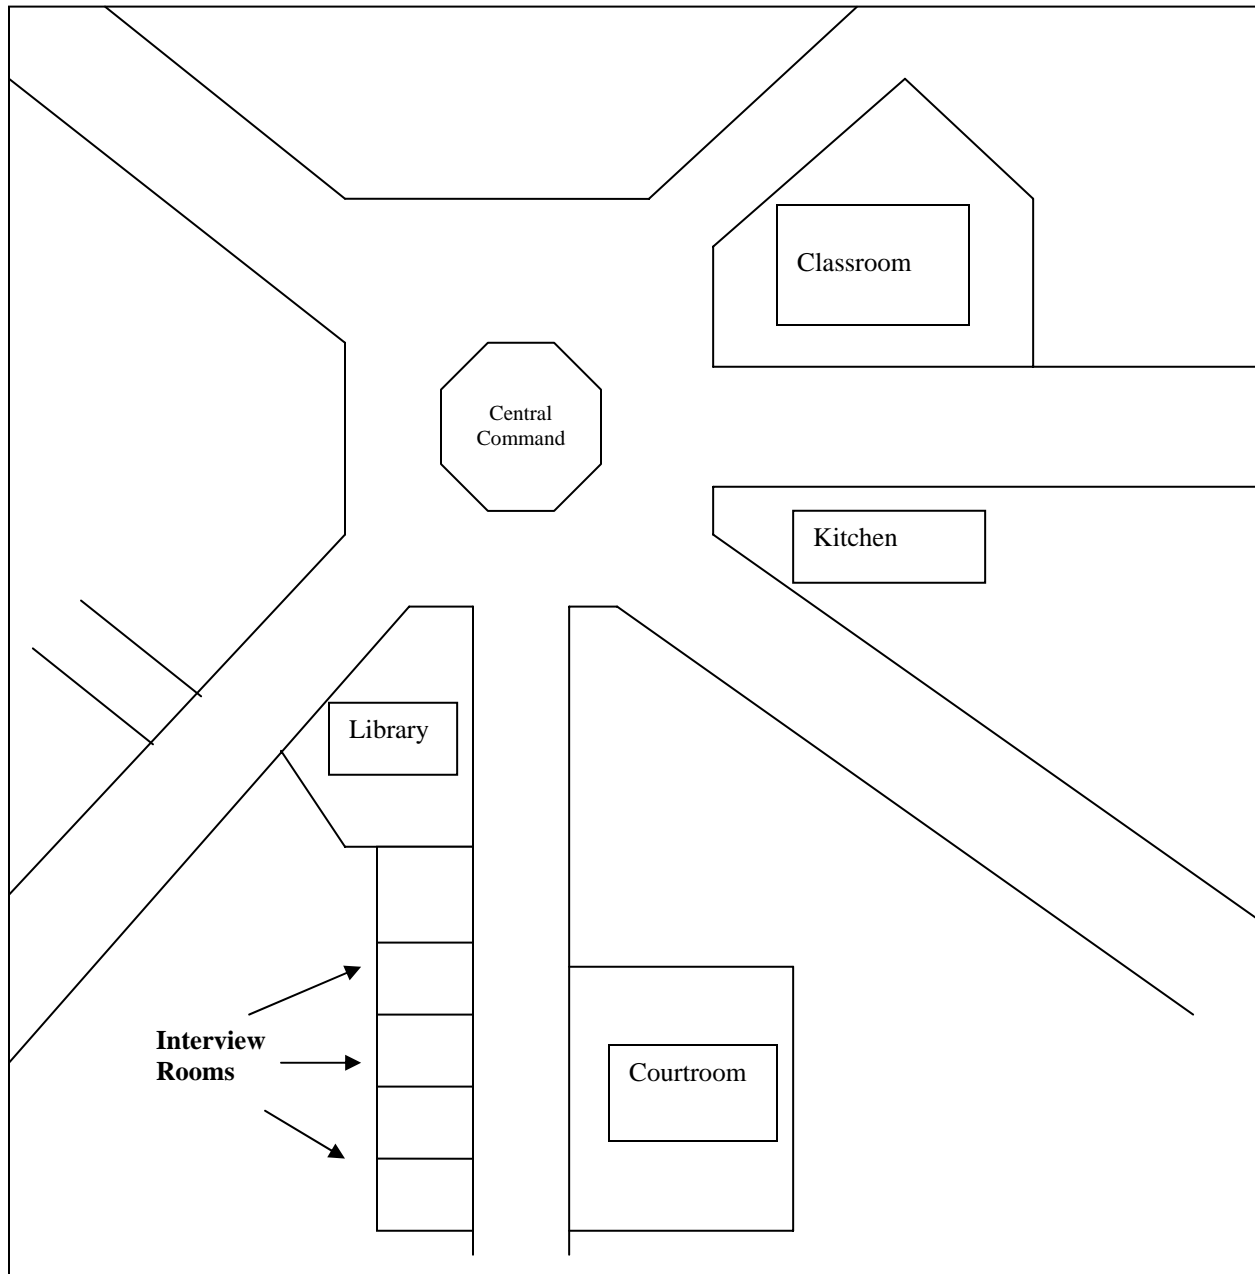 Classroom
Central
Command
Kitchen
Library
Interview
Rooms
Courtroom